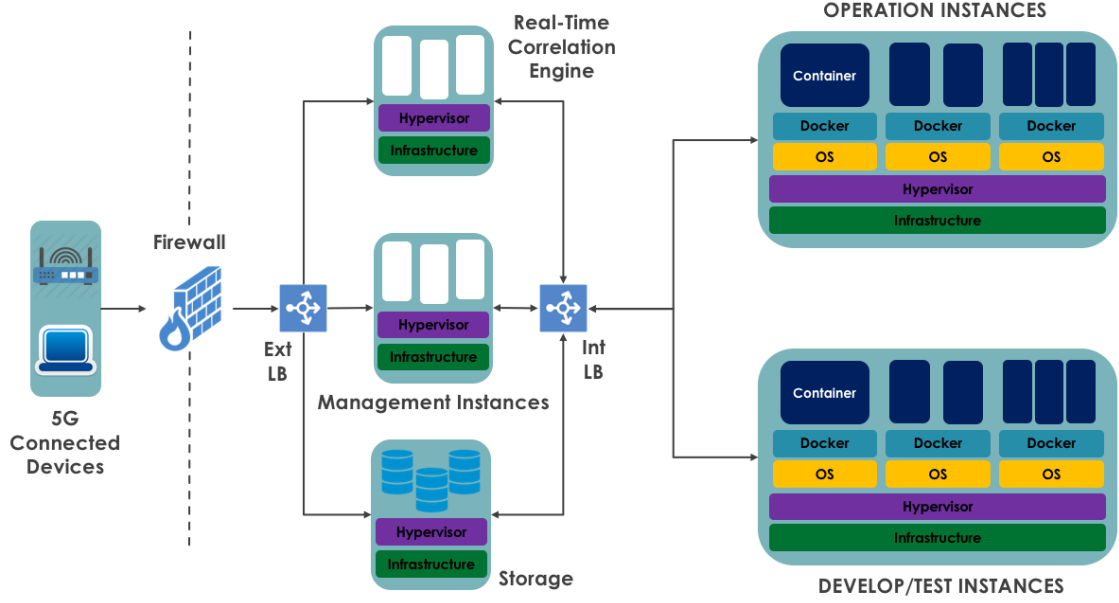 OPERATION INSTANCES
Real-Time
Correlation
Engine
Hypervisor
Infrastructure
Container
Docker
Docker
Docker
OS
OS
OS
Hypervisor
Infrastructure
Firewall
Ext
LB
Hypervisor
Infrastructure
Management Instances
Int
LB
5G
Connected
Devices
Hypervisor
Infrastructure
Storage
Container
Docker
Docker
Docker
OS
OS
OS
Hypervisor
Infrastructure
DEVELOP/TEST INSTANCES